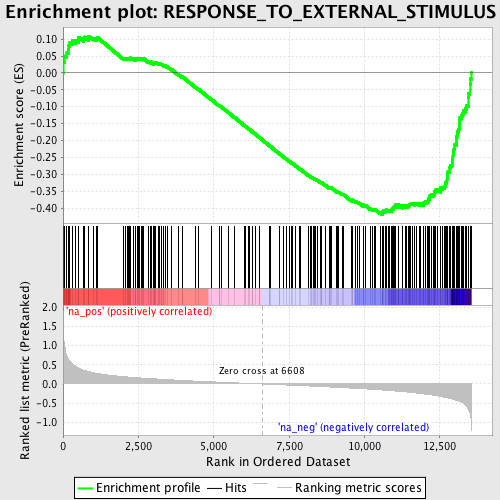 Enrichment plot: RESPONSE_TO_EXTERNAL_STIMULUS
Enrichment score (ES)
0.10
0.05
0.00
-0.05
-0.10
-0.15
-0.20
-0.25
-0.30
-0.35
-0.40
Ranked list metric (PreRanked)
2.0
1.5
1.0
0.5
0.0
-0.5
-1.0
'na_pos' (positively correlated)
Zero cross at 6608
'na_neg' (negatively correlated)
0
2,500
5,000
7,500
10,000
12,500
Rank in Ordered Dataset
Enrichment profile
Hits
Ranking metric scores